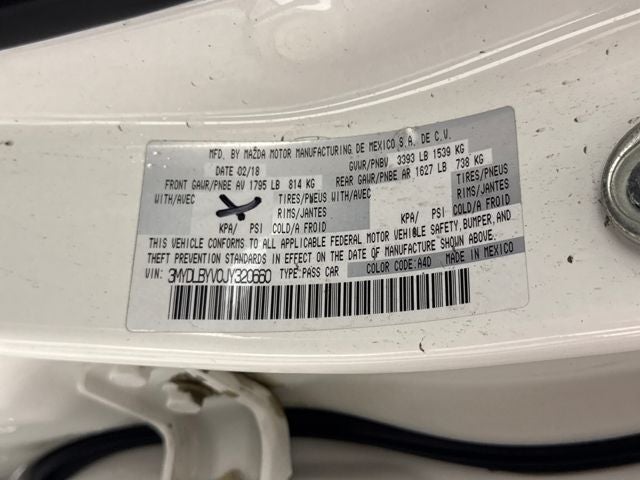 MFD. BY MAZDA MOTOR MANUFACTURING DE MEXICO S.A. DE C.V.
DATE 02/18 GVWR/PNBV 3393 LB 1539 KG
FRONT GAWR/PNBE AV 1795 LB 814 KG REAR GAWR/PNBE AR 1627 LB 738 KG
WITH/AVEC TIRES/PNEUS WITH/AVEC TIRES/PNEUS
RIMS/JANTES RIMS/JANTES
KPA/ PSI COLD/A FROID KPA/ PSI COLD/A FROID
THIS VEHICLE CONFORMS TO ALL APPLICABLE FEDERAL MOTOR VEHICLE SAFETY, BUMPER, AND
THEFT PREVENTION STANDARDS IN EFFECT ON THE DATE OF MANUFACTURE SHOWN ABOVE.
VIN: 3MYDLBYV0JY320660 TYPE:PASS CAR COLOR CODE:A4D MADE IN MEXICO